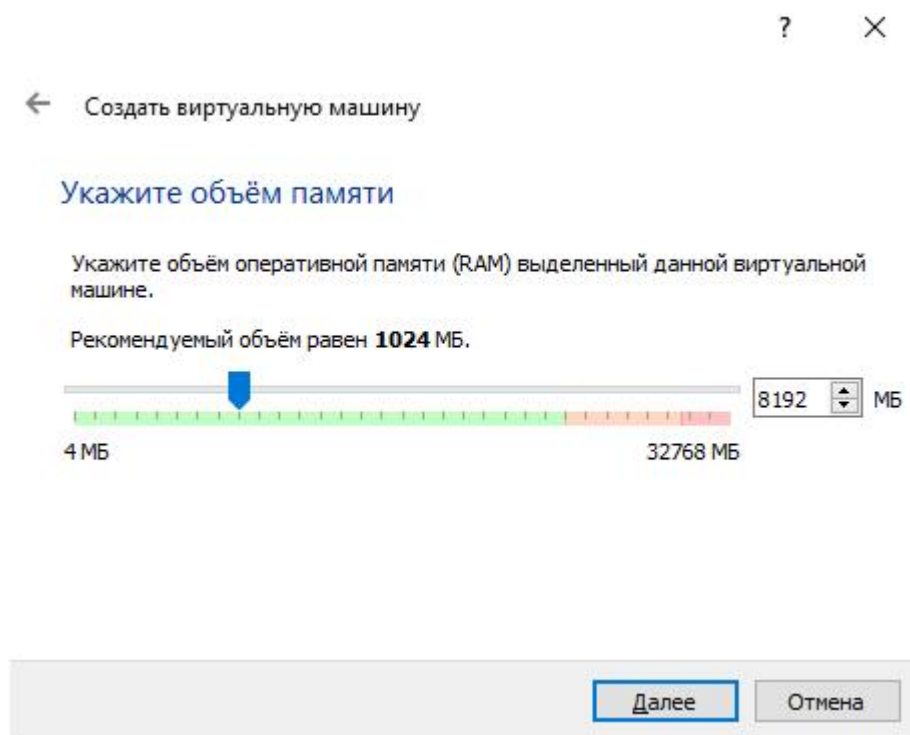 ?
Создать виртуальную машину
Укажите объём памяти
Укажите объём оперативной памяти (RAM) выделенный данной виртуальной
машине.
Рекомендуемый объём равен 1024 МБ.
8192 МБ
4 МБ 32768 МБ
Далее Отмена